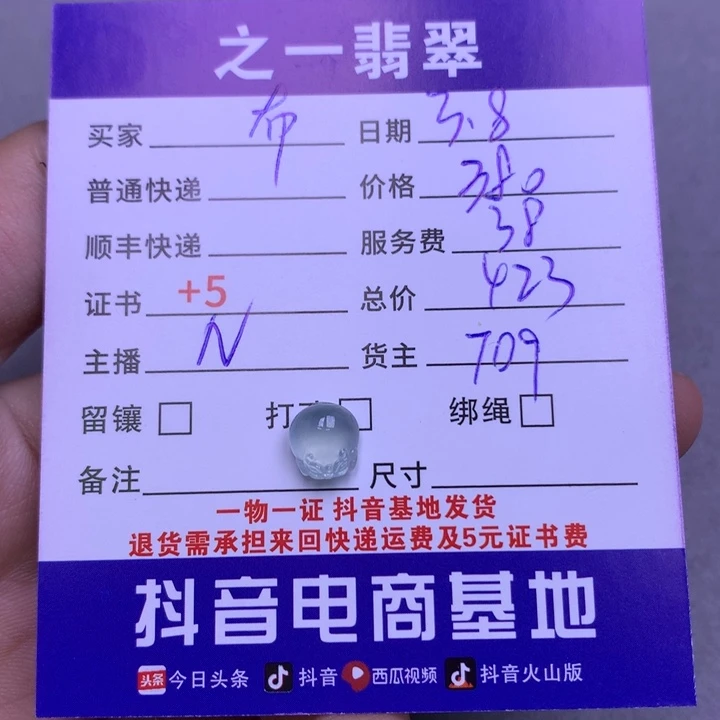 之一翡翠
买家 布 日期 3.8
普通快递 价格 380
顺丰快递 服务费 38
证书 +5 总价 423
主播 N 货主 709
留镶 打 绑绳
备注 尺寸
一物一证 抖音基地发货
退货需承担来回快递运费及5元证书费
抖音电商基地
头条 今日头条 抖音 西瓜视频 抖音火山版